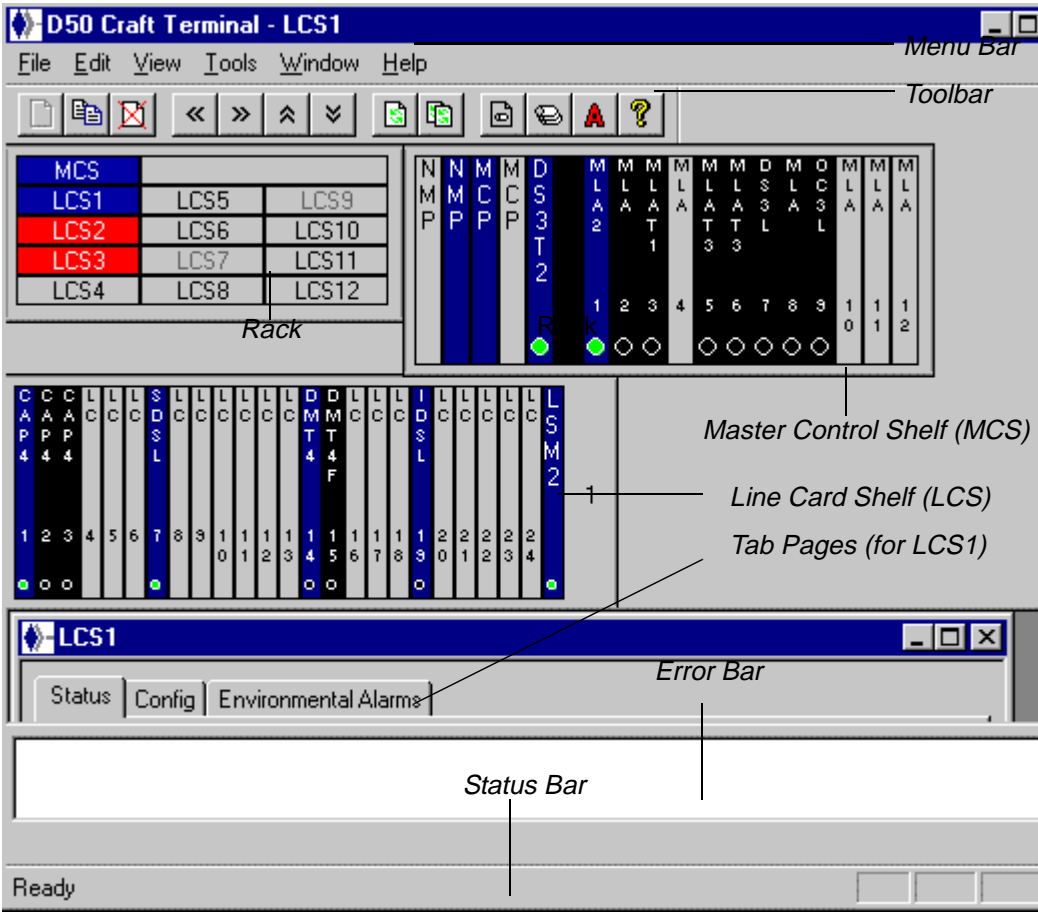 D50 Craft Terminal - LCS1
File Edit View Tools Window Help
Menu Bar
Toolbar
MCS
LCS1 LCS5 LCS9
LCS2 LCS6 LCS10
LCS3 LCS7 LCS11
LCS4 LCS8 LCS12
Rack
NMP NMP MCP MCP DS3T2 MLA2 MLA MLAT1 MLA MLAT3 MLAT3 DS3L MLA OC3L MLA MLA MLA
1 2 3 4 5 6 7 8 9 10 11 12
R k
Master Control Shelf (MCS)
CAP4 CAP4 CAP4 LC LC LC SDSL LC LC LC LC LC LC DMT4 DMT4F LC LC LC IDSL LC LC LC LC LC LSM2
1 2 3 4 5 6 7 8 9 10 11 12 13 14 15 16 17 18 19 20 21 22 23 24
1
Line Card Shelf (LCS)
Tab Pages (for LCS1)
LCS1
Error Bar
Status Config Environmental Alarms
Status Bar
Ready